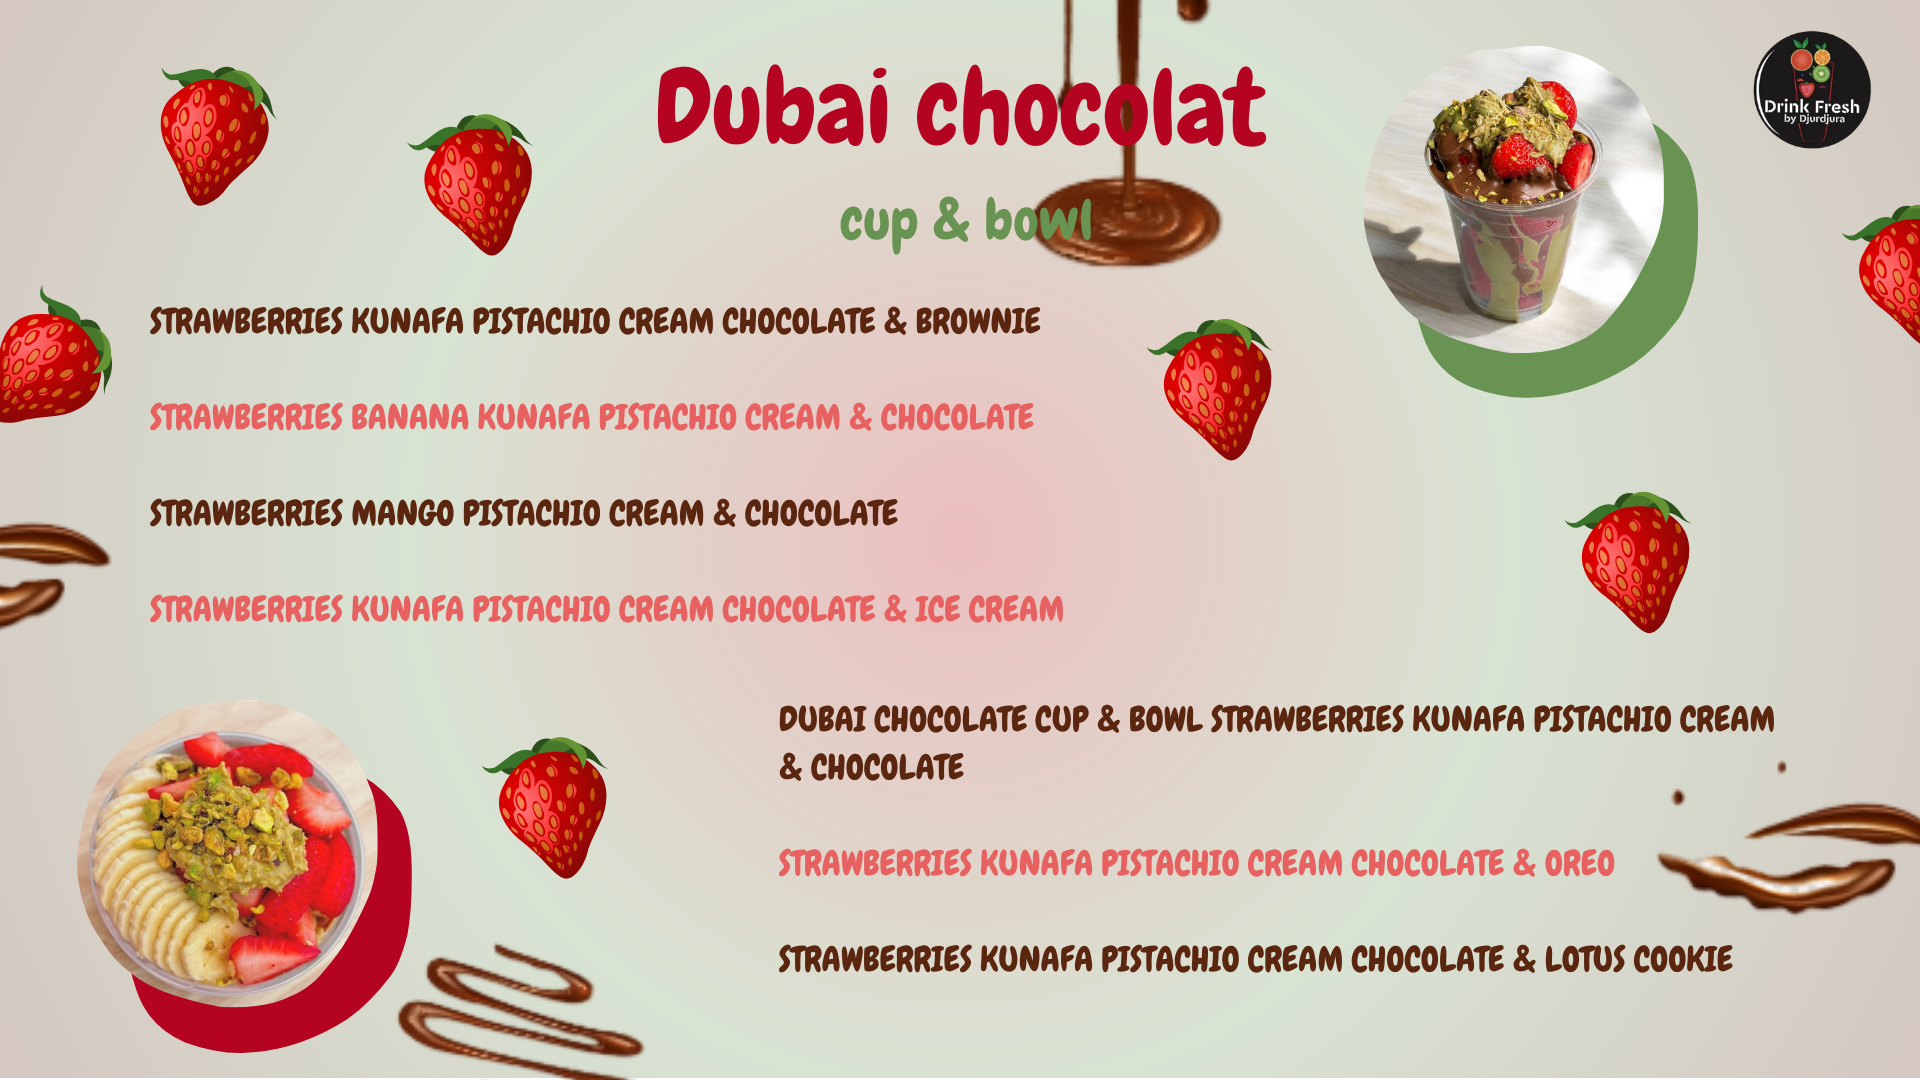 Dubai chocolat
cup & bowl
Drink Fresh
by Djurdjura
STRAWBERRIES KUNAFA PISTACHIO CREAM CHOCOLATE & BROWNIE
STRAWBERRIES BANANA KUNAFA PISTACHIO CREAM & CHOCOLATE
STRAWBERRIES MANGO PISTACHIO CREAM & CHOCOLATE
STRAWBERRIES KUNAFA PISTACHIO CREAM CHOCOLATE & ICE CREAM
DUBAI CHOCOLATE CUP & BOWL STRAWBERRIES KUNAFA PISTACHIO CREAM
& CHOCOLATE
STRAWBERRIES KUNAFA PISTACHIO CREAM CHOCOLATE & OREO
STRAWBERRIES KUNAFA PISTACHIO CREAM CHOCOLATE & LOTUS COOKIE